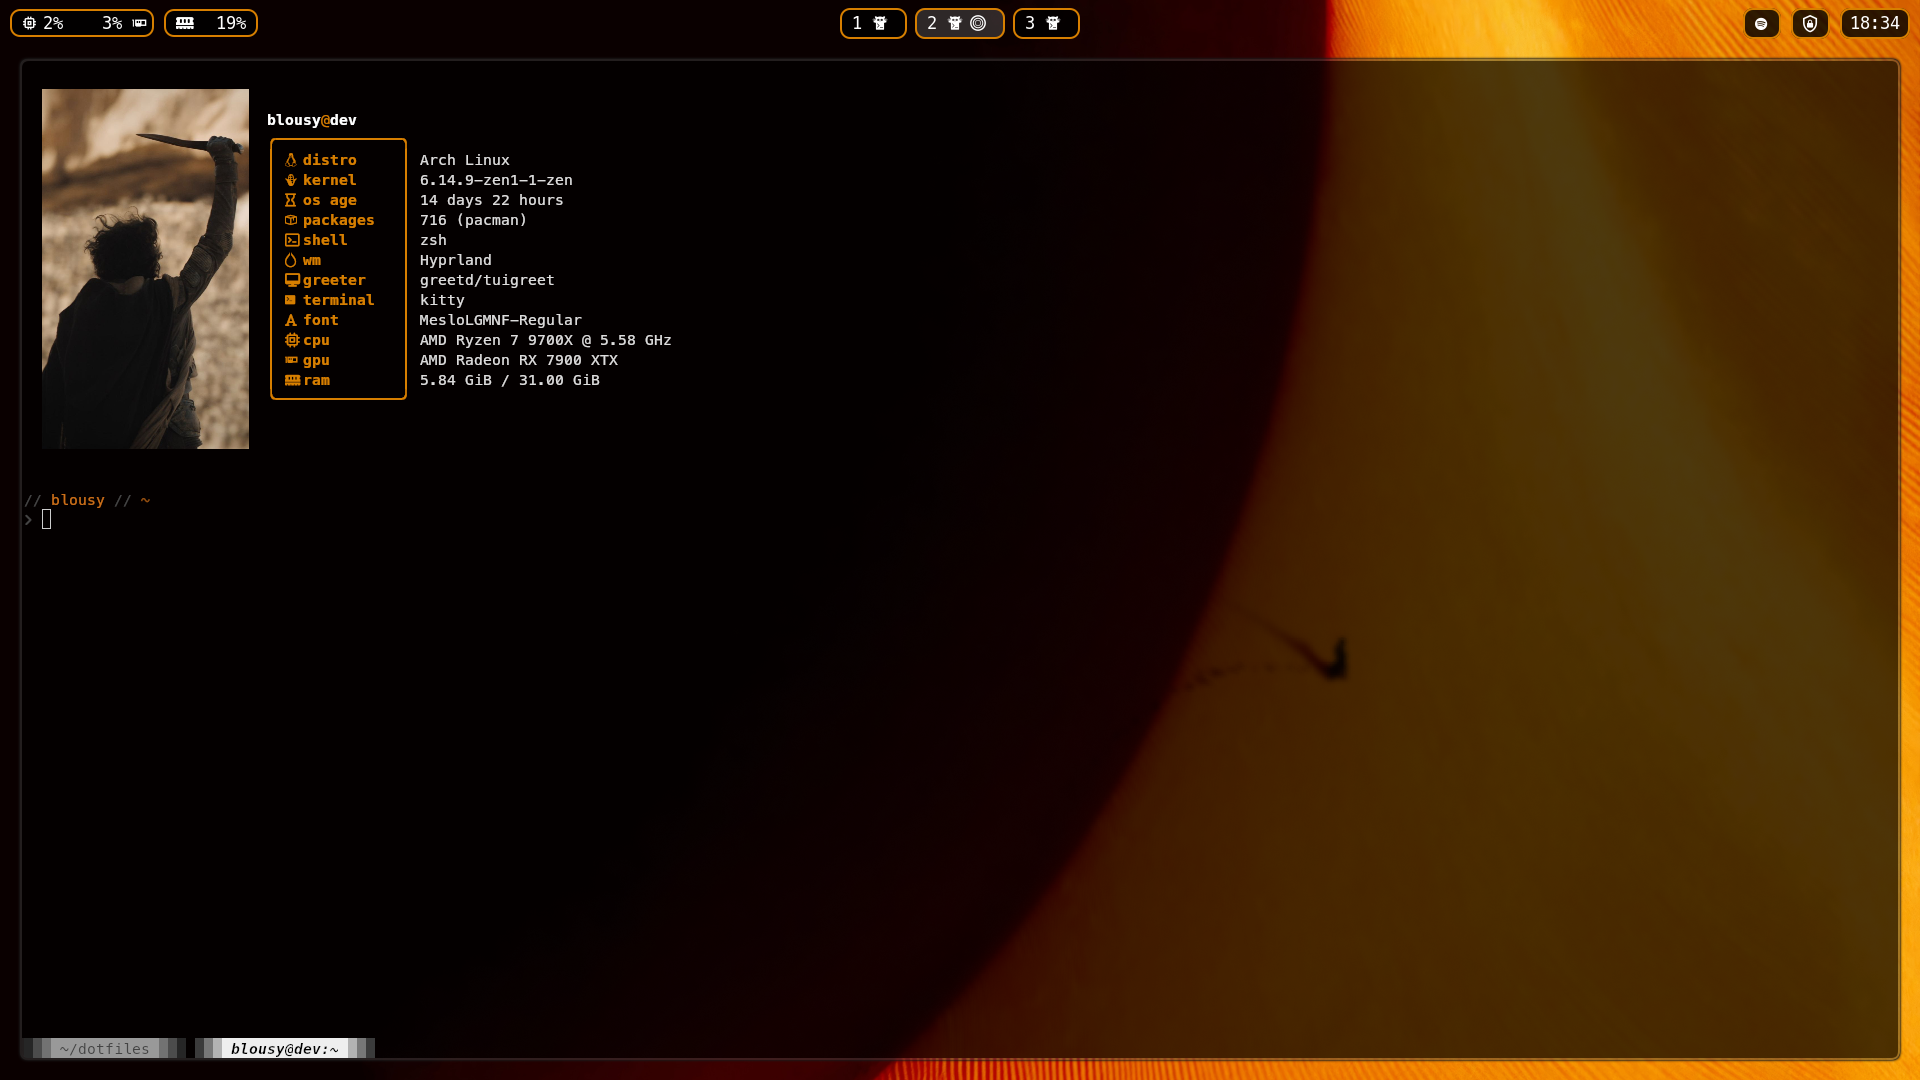 2% 3% 19% 1 2 3 18:34
blousy@dev
distro Arch Linux
kernel 6.14.9-zen1-1-zen
os age 14 days 22 hours
packages 716 (pacman)
shell zsh
wm Hyprland
greeter greetd/tuigreet
terminal kitty
font MesloLGMNF-Regular
cpu AMD Ryzen 7 9700X @ 5.58 GHz
gpu AMD Radeon RX 7900 XTX
ram 5.84 GiB / 31.00 GiB
// blousy // ~
❯
~/dotfiles blousy@dev:~